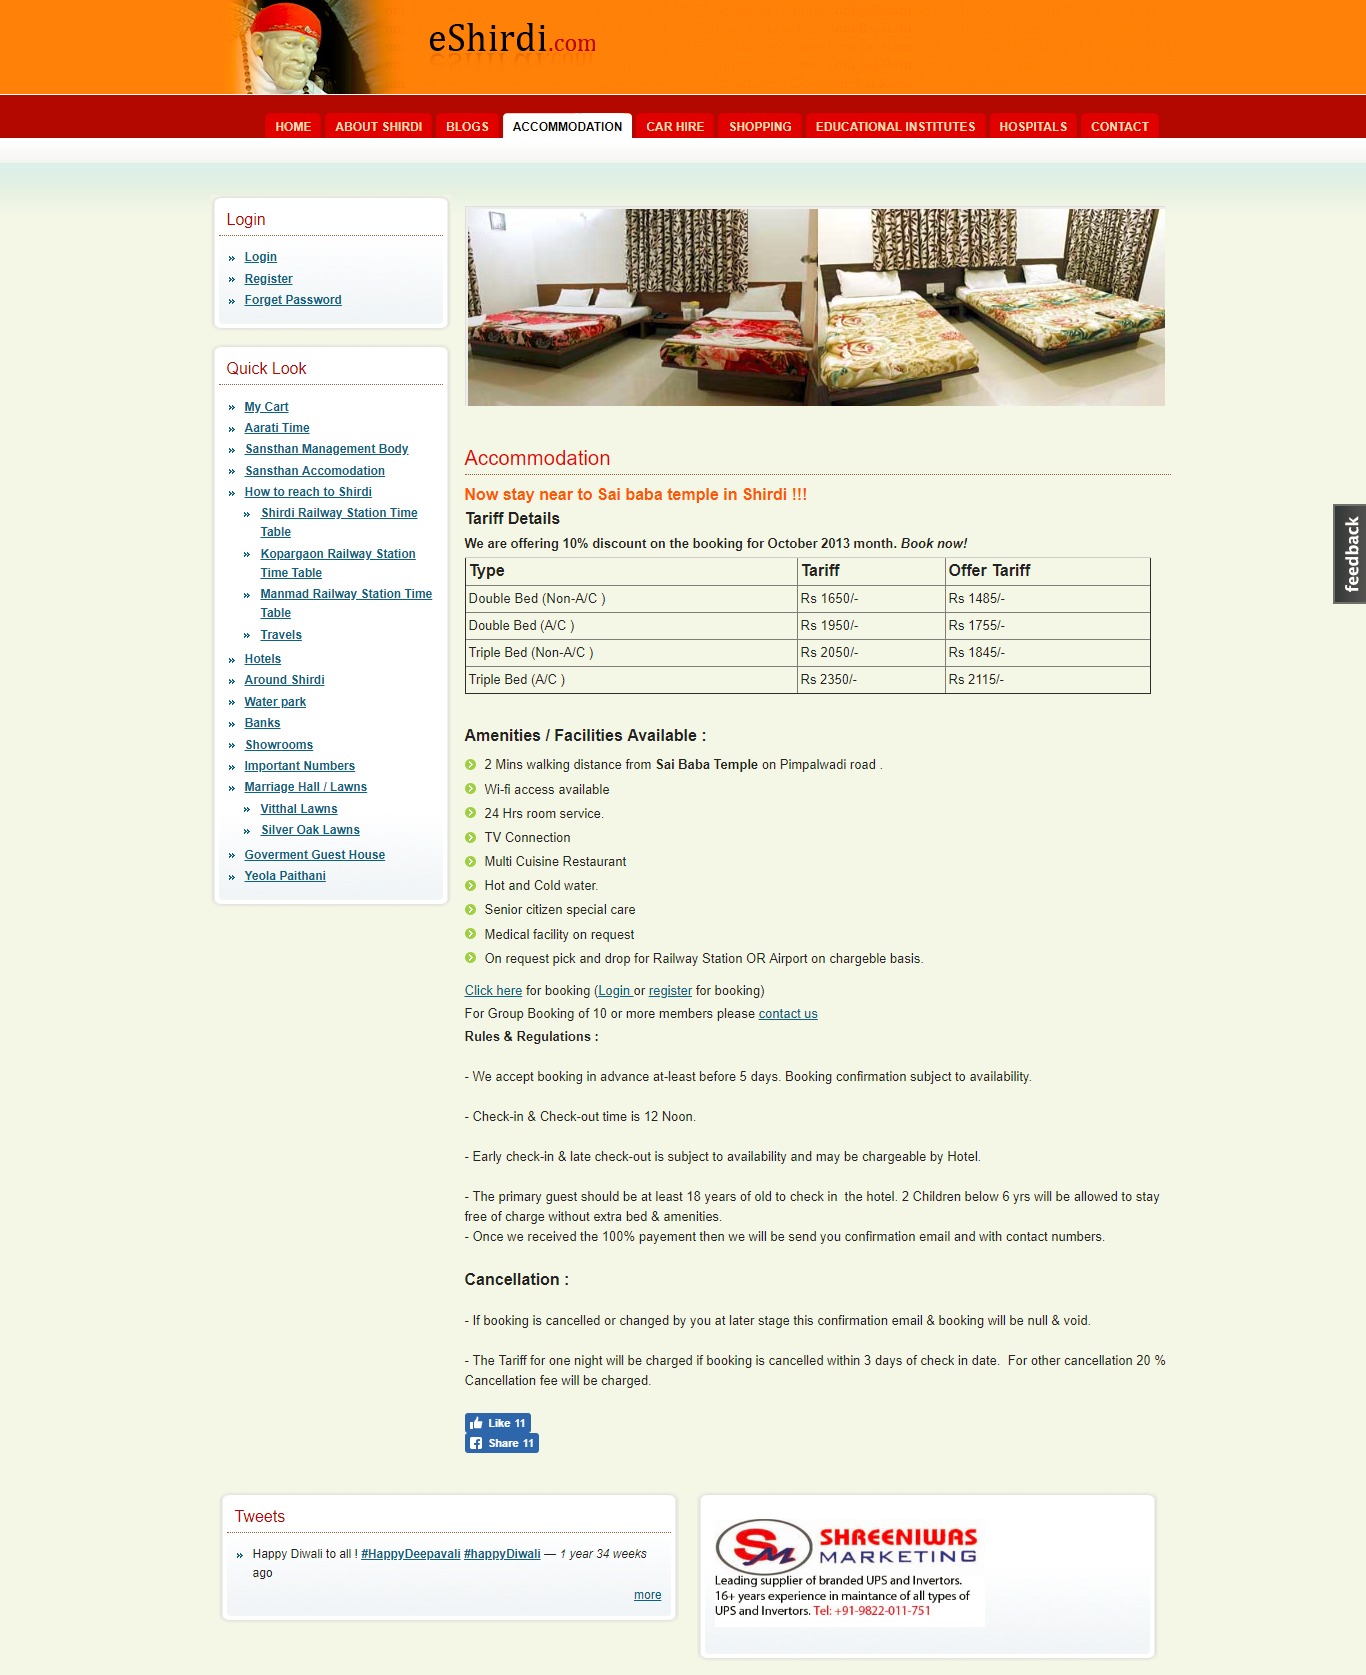 eShirdi.com
HOME
ABOUT SHIRDI
BLOGS
ACCOMMODATION
CAR HIRE
SHOPPING
EDUCATIONAL INSTITUTES
HOSPITALS
CONTACT
Login
Login
Register
Forget Password
Quick Look
My Cart
Aarati Time
Sansthan Management Body
Sansthan Accomodation
How to reach to Shirdi
Shirdi Railway Station Time
Table
Kopargaon Railway Station
Time Table
Manmad Railway Station Time
Table
Travels
Hotels
Around Shirdi
Water park
Banks
Showrooms
Important Numbers
Marriage Hall / Lawns
Vitthal Lawns
Silver Oak Lawns
Goverment Guest House
Yeola Paithani
Accommodation
Now stay near to Sai baba temple in Shirdi !!!
Tariff Details
We are offering 10% discount on the booking for October 2013 month. Book now!
Type Tariff Offer Tariff
Double Bed (Non-A/C ) Rs 1650/- Rs 1485/-
Double Bed (A/C ) Rs 1950/- Rs 1755/-
Triple Bed (Non-A/C ) Rs 2050/- Rs 1845/-
Triple Bed (A/C ) Rs 2350/- Rs 2115/-
Amenities / Facilities Available :
2 Mins walking distance from Sai Baba Temple on Pimpalwadi road .
Wi-fi access available
24 Hrs room service.
TV Connection
Multi Cuisine Restaurant
Hot and Cold water.
Senior citizen special care
Medical facility on request
On request pick and drop for Railway Station OR Airport on chargeble basis.
Click here for booking (Login or register for booking)
For Group Booking of 10 or more members please contact us
Rules & Regulations :
- We accept booking in advance at-least before 5 days. Booking confirmation subject to availability.
- Check-in & Check-out time is 12 Noon.
- Early check-in & late check-out is subject to availability and may be chargeable by Hotel.
- The primary guest should be at least 18 years of old to check in  the hotel. 2 Children below 6 yrs will be allowed to stay
free of charge without extra bed & amenities.
- Once we received the 100% payement then we will be send you confirmation email and with contact numbers.
Cancellation :
- If booking is cancelled or changed by you at later stage this confirmation email & booking will be null & void.
- The Tariff for one night will be charged if booking is cancelled within 3 days of check in date.  For other cancellation 20 %
Cancellation fee will be charged.
Like 11
Share 11
feedback
Tweets
Happy Diwali to all ! #HappyDeepavali #happyDiwali — 1 year 34 weeks
ago
more
SM SHREENIWAS
MARKETING
Leading supplier of branded UPS and Invertors.
16+ years experience in maintance of all types of
UPS and Invertors. Tel: +91-9822-011-751